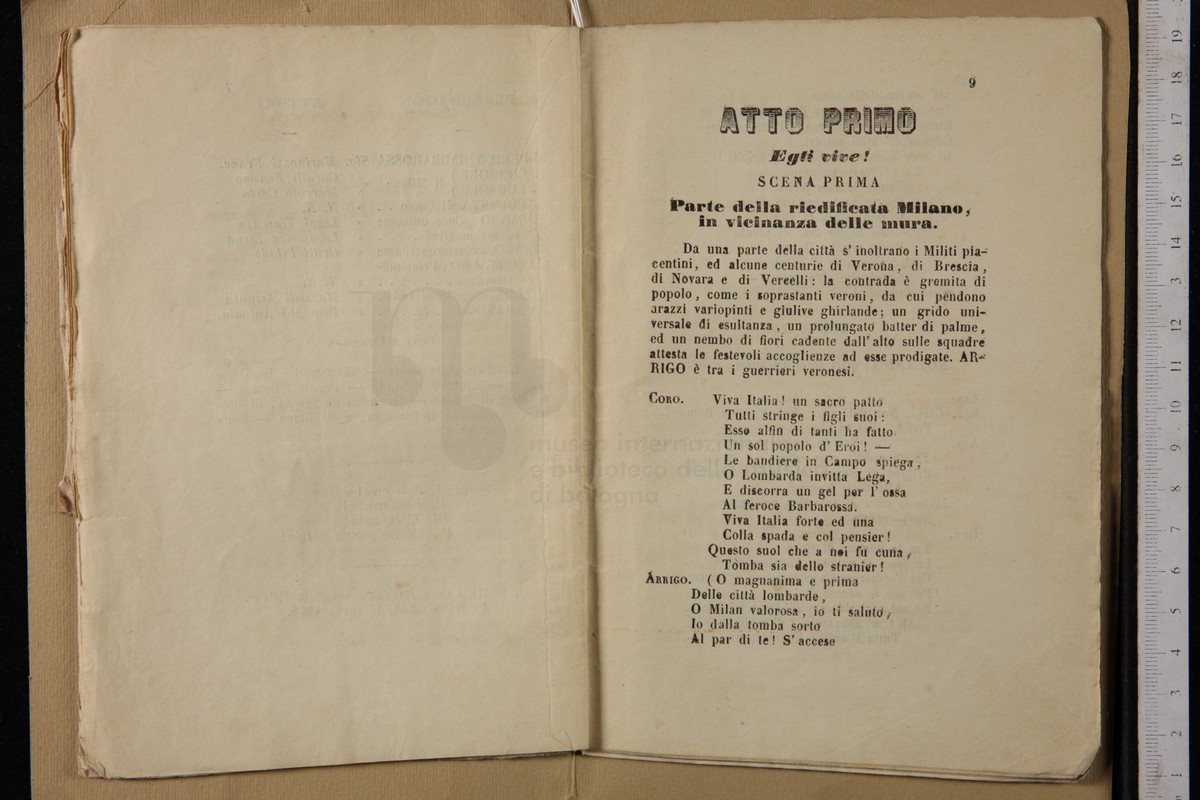 9
ATTO PRIMO
Egli vive!
SCENA PRIMA
Parte della riedificata Milano,
in vicinanza delle mura.
Da una parte della città s' inoltrano i Militi pia-
centini, ed alcune centurie di Verona, di Brescia,
di Novara e di Vercelli: la contrada è gremita di
popolo, come i soprastanti veroni, da cui pendono
arazzi variopinti e giulive ghirlande; un grido uni-
versale di esultanza, un prolungato batter di palme,
ed un nembo di fiori cadente dall' alto sulle squadre
attesta le festevoli accoglienze ad esse prodigate. AR-
RIGO è tra i guerrieri veronesi.
CORO. Viva Italia! un sacro patto
Tutti stringe i figli suoi:
Esso alfin di tanti ha fatto
Un sol popolo d' Eroi! —
Le bandiere in Campo spiega,
O Lombarda invitta Lega,
E discorra un gel per l' ossa
Al feroce Barbarossa.
Viva Italia forte ed una
Colla spada e col pensier!
Questo suol che a noi fu cuna,
Tomba sia dello stranier!
ARRIGO. (O magnanima e prima
Delle città lombarde,
O Milan valorosa, io ti saluto,
Io dalla tomba sorto
Al par di te! S' accese
museo internaz
e biblioteca dell
di bologna